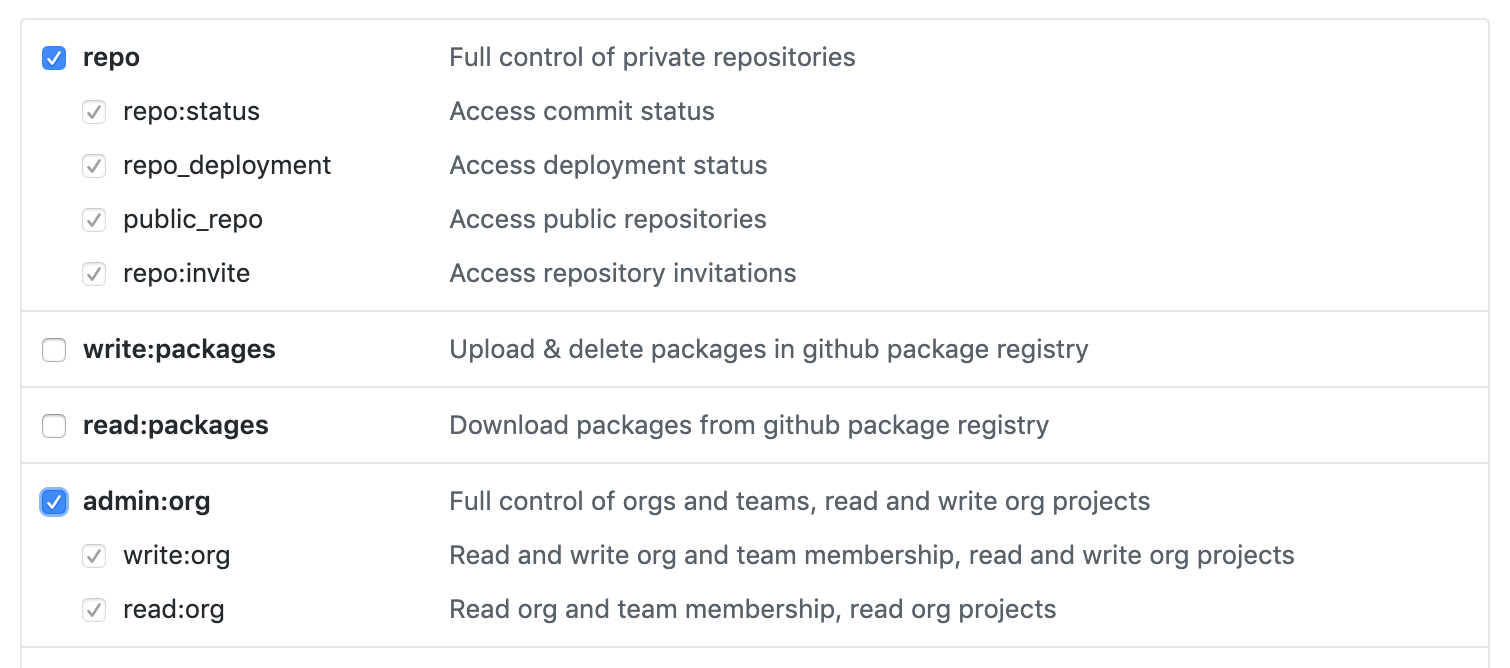 repo Full control of private repositories
repo:status Access commit status
repo_deployment Access deployment status
public_repo Access public repositories
repo:invite Access repository invitations
write:packages Upload & delete packages in github package registry
read:packages Download packages from github package registry
admin:org Full control of orgs and teams, read and write org projects
write:org Read and write org and team membership, read and write org projects
read:org Read org and team membership, read org projects